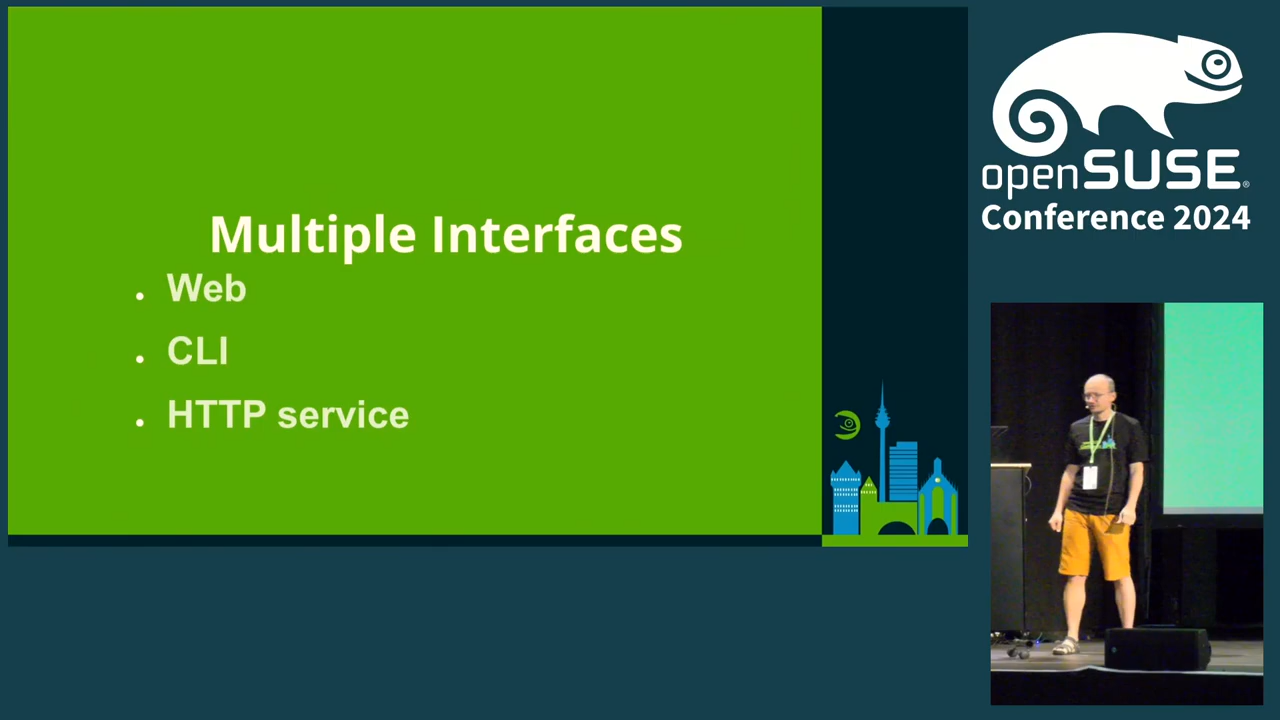 Multiple Interfaces
Web
CLI
HTTP service
openSUSE®
Conference 2024